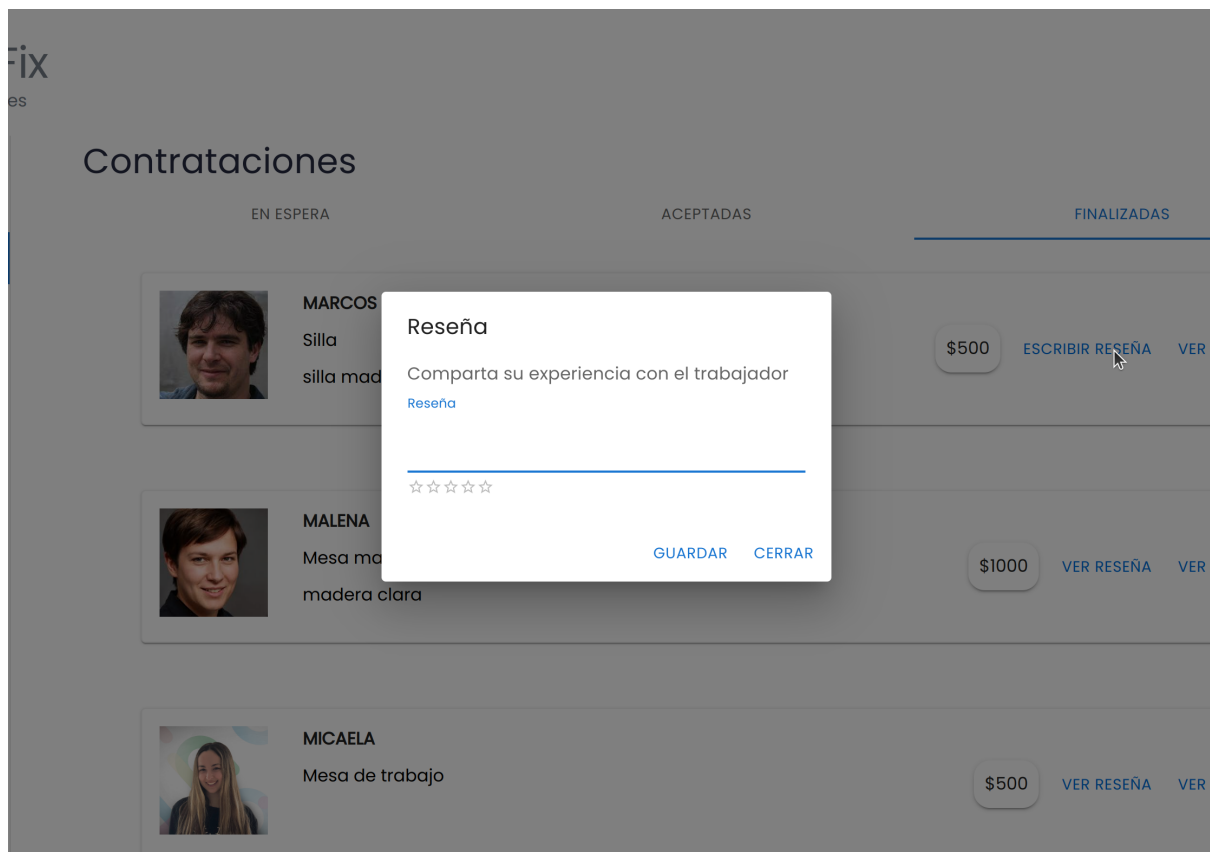 Fix
es
Contrataciones
EN ESPERA ACEPTADAS FINALIZADAS
MARCOS
Silla
silla mad
$500 ESCRIBIR RESEÑA VER
Reseña
Comparta su experiencia con el trabajador
Reseña
GUARDAR CERRAR
MALENA
Mesa ma
madera clara
$1000 VER RESEÑA VER
MICAELA
Mesa de trabajo
$500 VER RESEÑA VER